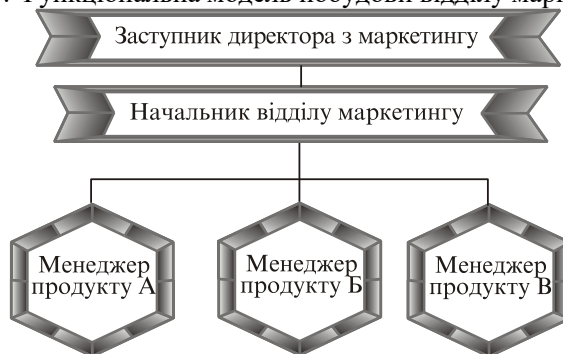 Функціональна модель побудови відділу
Заступник директора з маркетингу
Начальник відділу маркетингу
Менеджер
продукту А
Менеджер
продукту Б
Менеджер
продукту В